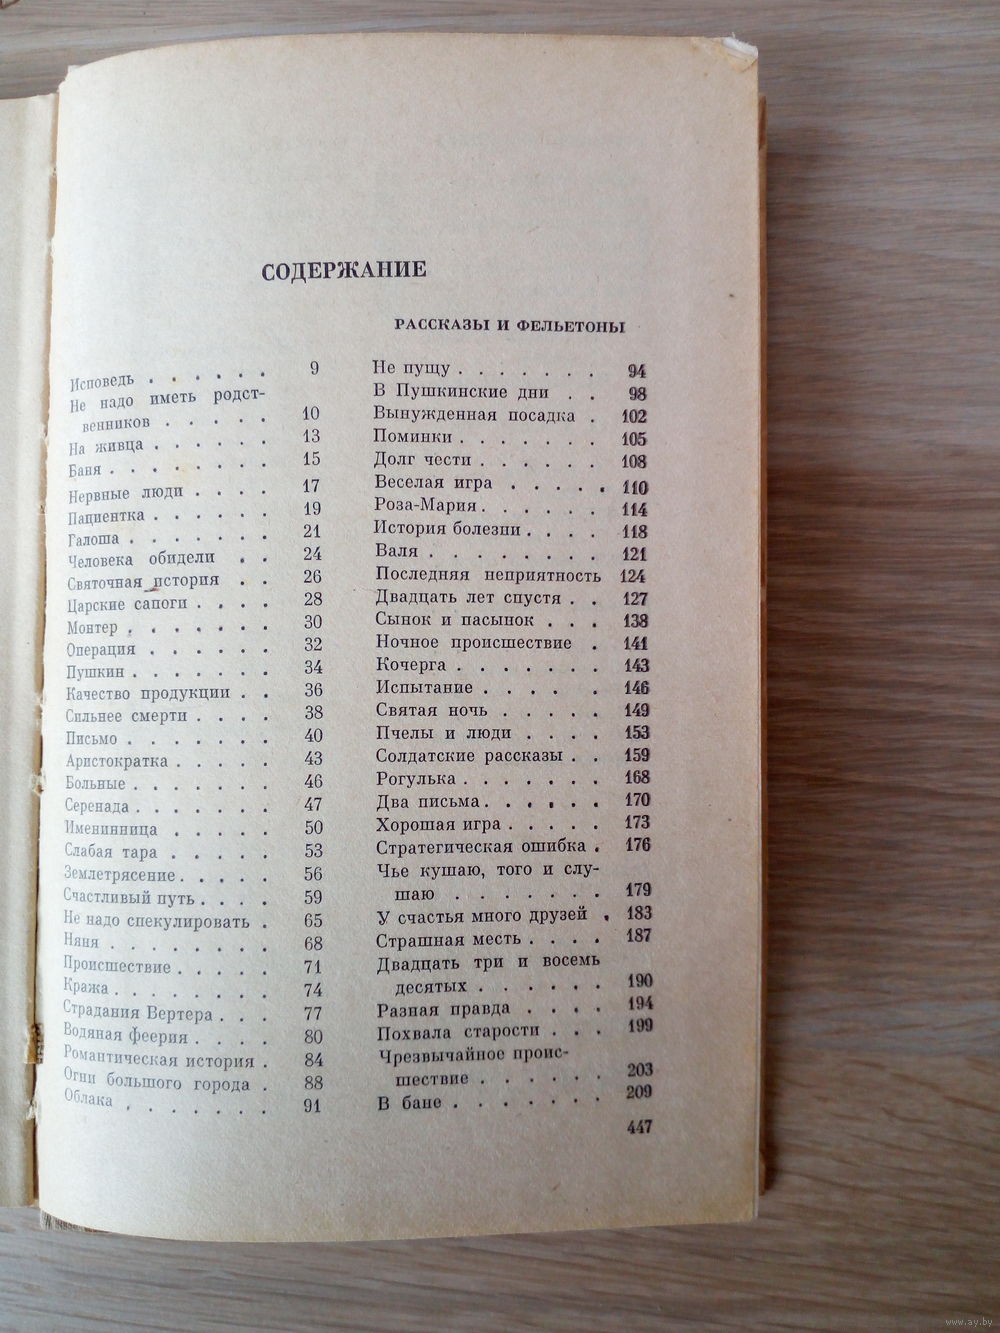 СОДЕРЖАНИЕ
РАССКАЗЫ И ФЕЛЬЕТОНЫ
Исповедь . . . . . . 9
Не надо иметь родст-
венников . . . . . 10
На живца . . . . . . 13
Баня . . . . . . . . 15
Нервные люди . . . . 17
Пациентка . . . . . . 19
Галоша . . . . . . . 21
Человека обидели . . 24
Святочная история . . 26
Царские сапоги . . . . 28
Монтер . . . . . . . 30
Операция . . . . . . 32
Пушкин . . . . . . . 34
Качество продукции . . 36
Сильнее смерти . . . . 38
Письмо . . . . . . . 40
Аристократка . . . . . 43
Больные . . . . . . . 46
Серенада . . . . . . . 47
Именинница . . . . . 50
Слабая тара . . . . . 53
Землетрясение . . . . . 56
Счастливый путь . . . . 59
Не надо спекулировать . 65
Няня . . . . . . . . 68
Происшествие . . . . . 71
Кража . . . . . . . . 74
Страдания Вертера . . . 77
Водяная феерия . . . . 80
Романтическая история . 84
Огни большого города . 88
Облака . . . . . . . 91
Не пущу . . . . . . . 94
В Пушкинские дни . . 98
Вынужденная посадка . 102
Поминки . . . . . . . 105
Долг чести . . . . . . 108
Веселая игра . . . . . 110
Роза-Мария . . . . . . 114
История болезни . . . . 118
Валя . . . . . . . . 121
Последняя неприятность 124
Двадцать лет спустя . . 127
Сынок и пасынок . . . 138
Ночное происшествие . 141
Кочерга . . . . . . . 143
Испытание . . . . . 146
Святая ночь . . . . . 149
Пчелы и люди . . . . 153
Солдатские рассказы . . 159
Рогулька . . . . . . . 168
Два письма . . . . . . 170
Хорошая игра . . . . . 173
Стратегическая ошибка . 176
Чье кушаю, того и слу-
шаю . . . . . . . 179
У счастья много друзей . 183
Страшная месть . . . . 187
Двадцать три и восемь
десятых . . . . . . 190
Разная правда . . . . 194
Похвала старости . . . 199
Чрезвычайное проис-
шествие . . . . . . 203
В бане . . . . . . . 209
447
www.ay.by